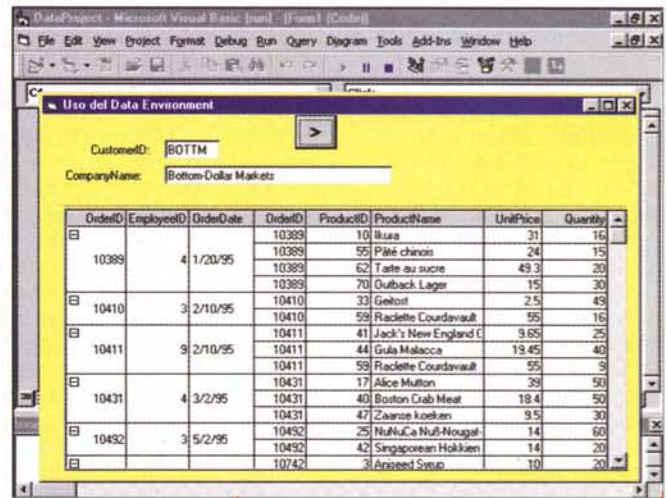 DataProject - Microsoft Visual Basic [run] - [Form1 (Code)]
File Edit View Project Format Debug Run Query Diagram Tools Add-Ins Window Help
Uso del Data Environment
>
CustomerID: BOTTM
CompanyName: Bottom-Dollar Markets
OrderID EmployeeID OrderDate OrderID ProductID ProductName UnitPrice Quantity
10389 10 Ikura 31 16
10389 4 1/20/95 10389 55 Pâté chinois 24 15
10389 62 Tarte au sucre 49.3 20
10389 70 Outback Lager 15 30
10410 3 2/10/95 10410 33 Geitost 2.5 49
10410 59 Raclette Courdavault 55 16
10411 41 Jack's New England C 9.65 25
10411 9 2/10/95 10411 44 Gula Malacca 19.45 40
10411 59 Raclette Courdavault 55 9
10431 17 Alice Mutton 39 50
10431 4 3/2/95 10431 40 Boston Crab Meat 18.4 50
10431 47 Zaanse koeken 9.5 30
10492 3 5/2/95 10492 25 NuNuCa Nuß-Nougat- 14 60
10492 42 Singaporean Hokkien 14 20
10742 3 Aniseed Syrup 10 20